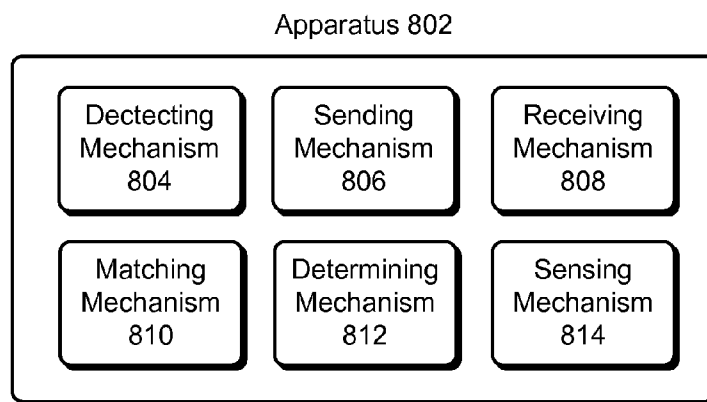 Apparatus 802
Dectecting
Mechanism
804
Sending
Mechanism
806
Receiving
Mechanism
808
Matching
Mechanism
810
Determining
Mechanism
812
Sensing
Mechanism
814